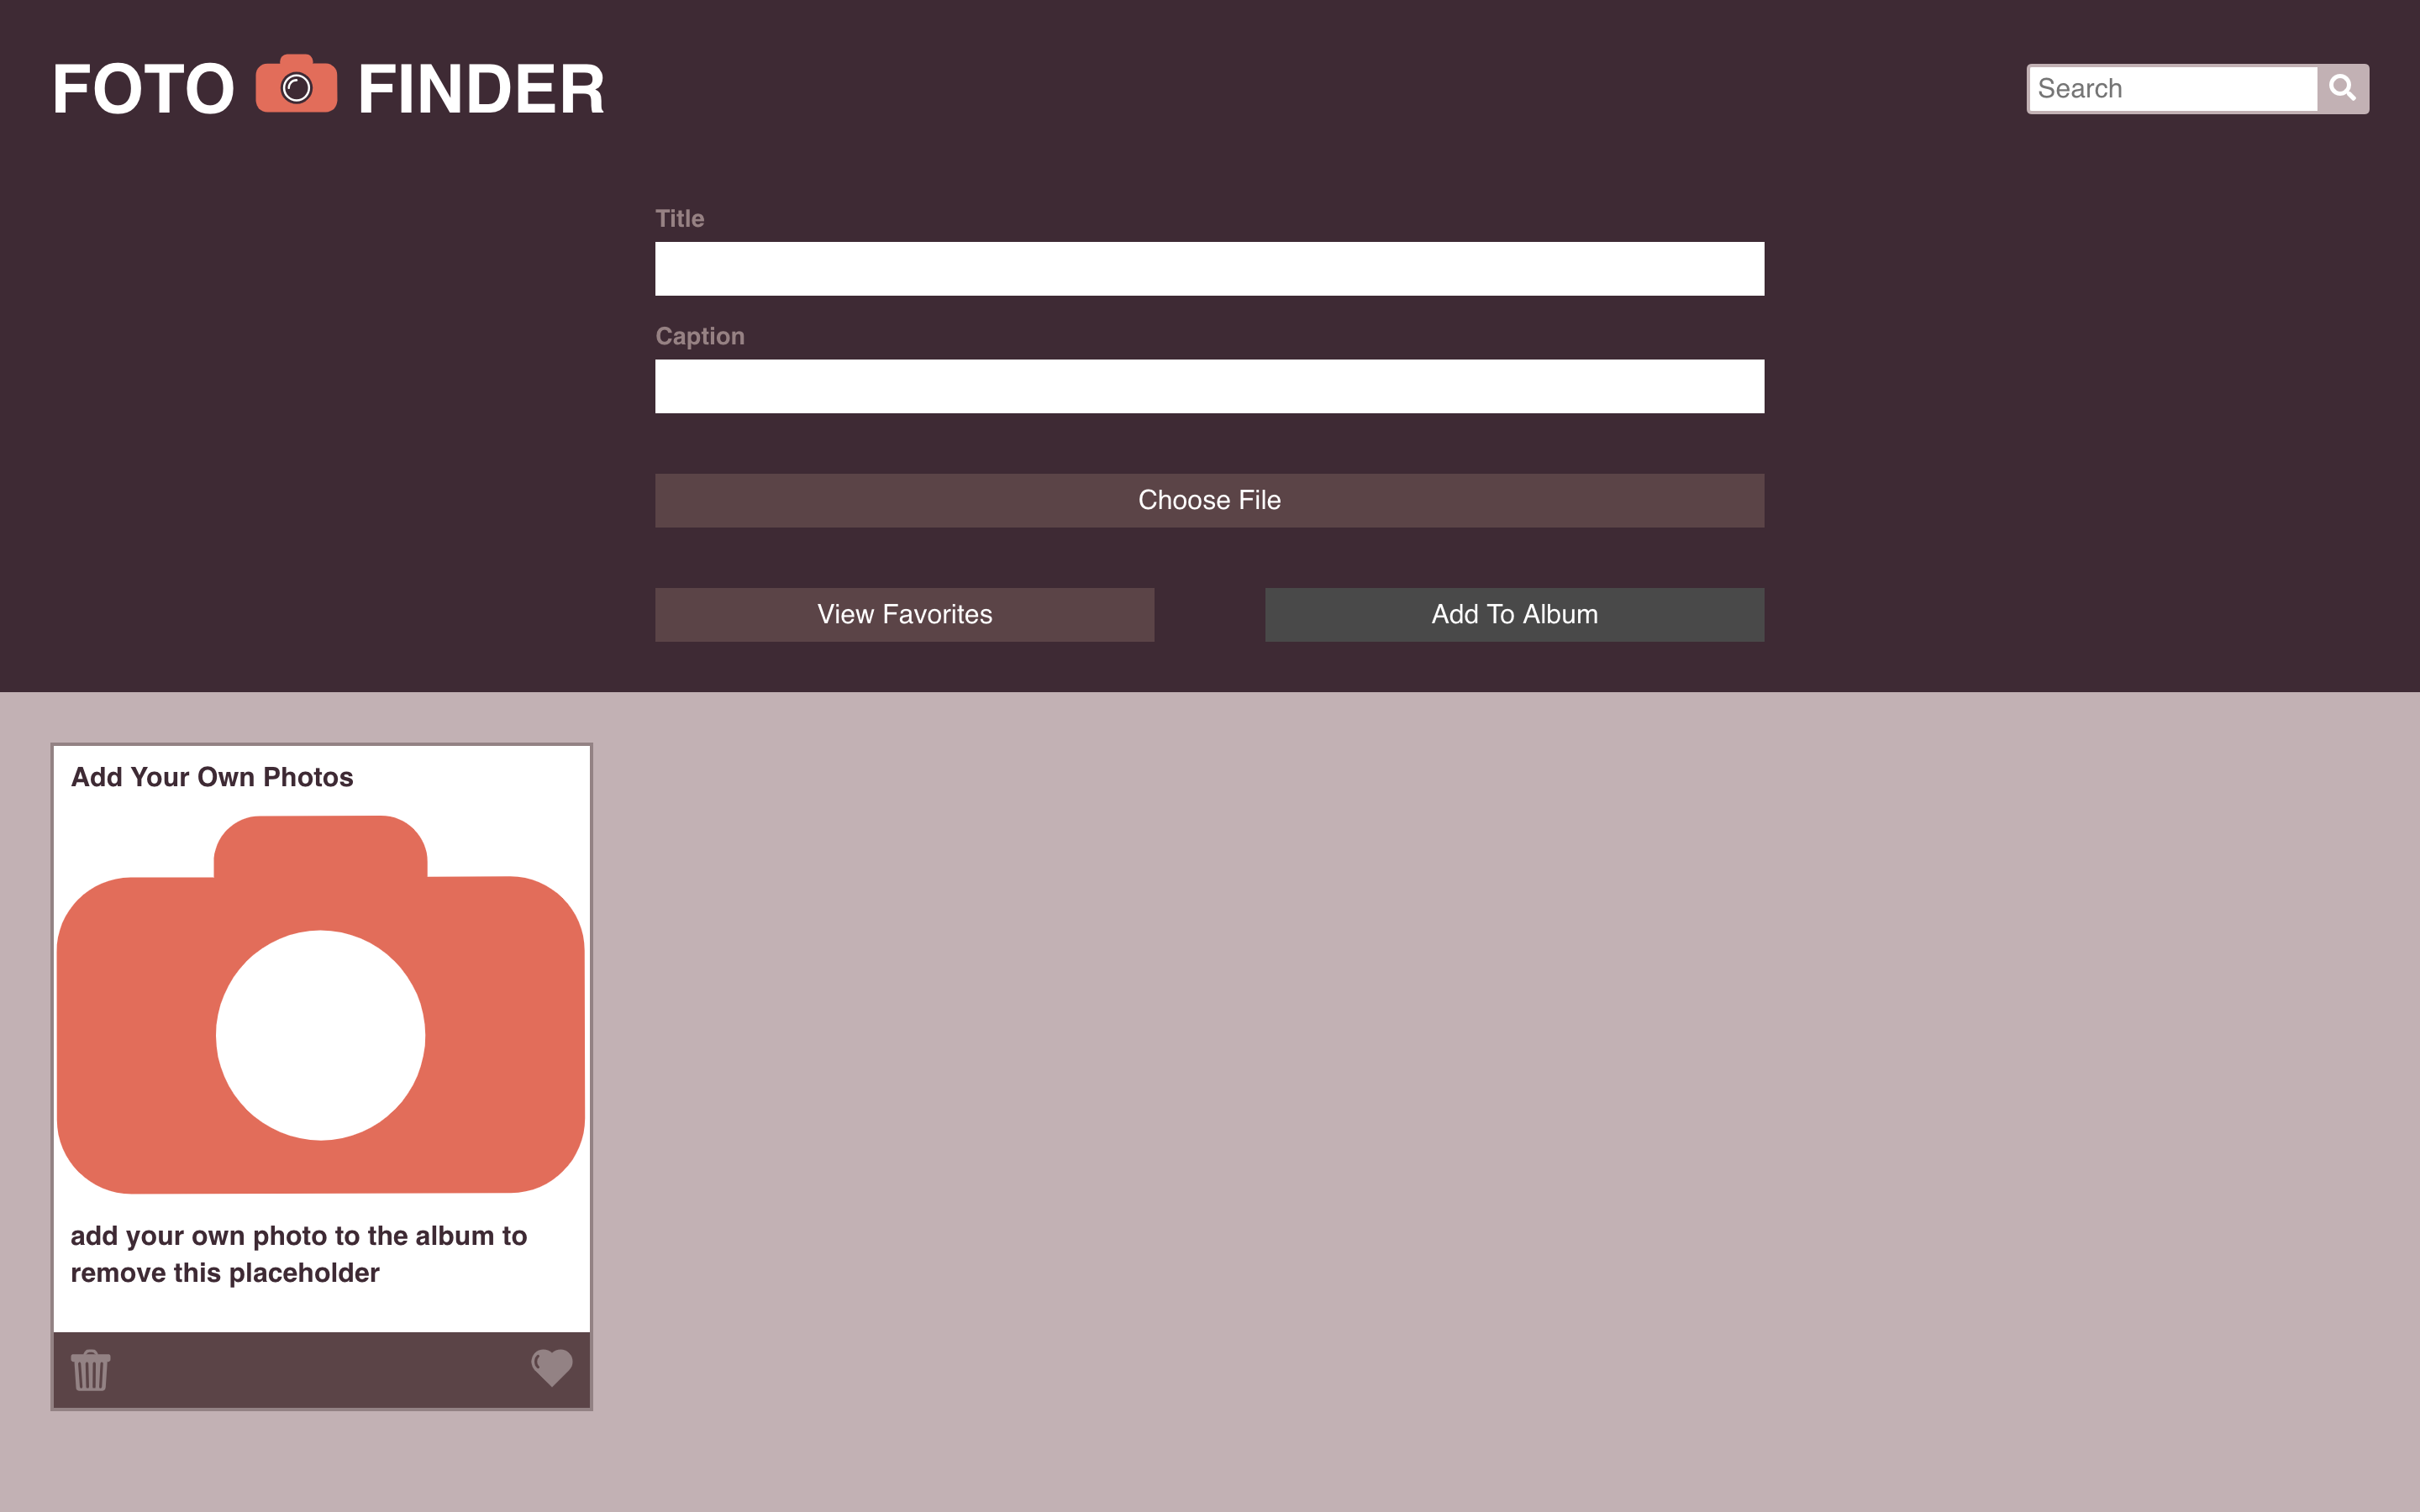 FOTO FINDER
Search
Title
Caption
Choose File
View Favorites
Add To Album
Add Your Own Photos
add your own photo to the album to
remove this placeholder